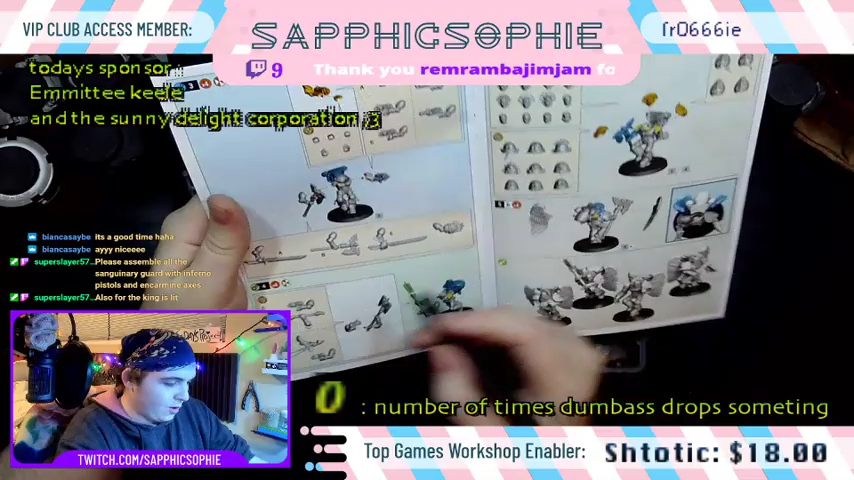 VIP CLUB ACCESS MEMBER:
SAPPHICSOPHIE
fr0666ie
9
Thank you remrambajimjam fo
todays sponsor
Emmittee keele
and the sunny delight corporation ;3
biancasaybe its a good time haha
biancasaybe ayyy niceeee
superslayer57... Please assemble all the
sanguinary guard with inferno
pistols and encarmine axes
superslayer57... Also for the king is lit
TWITCH.COM/SAPPHICSOPHIE
0 : number of times dumbass drops someting
Top Games Workshop Enabler: Shtotic: $18.00